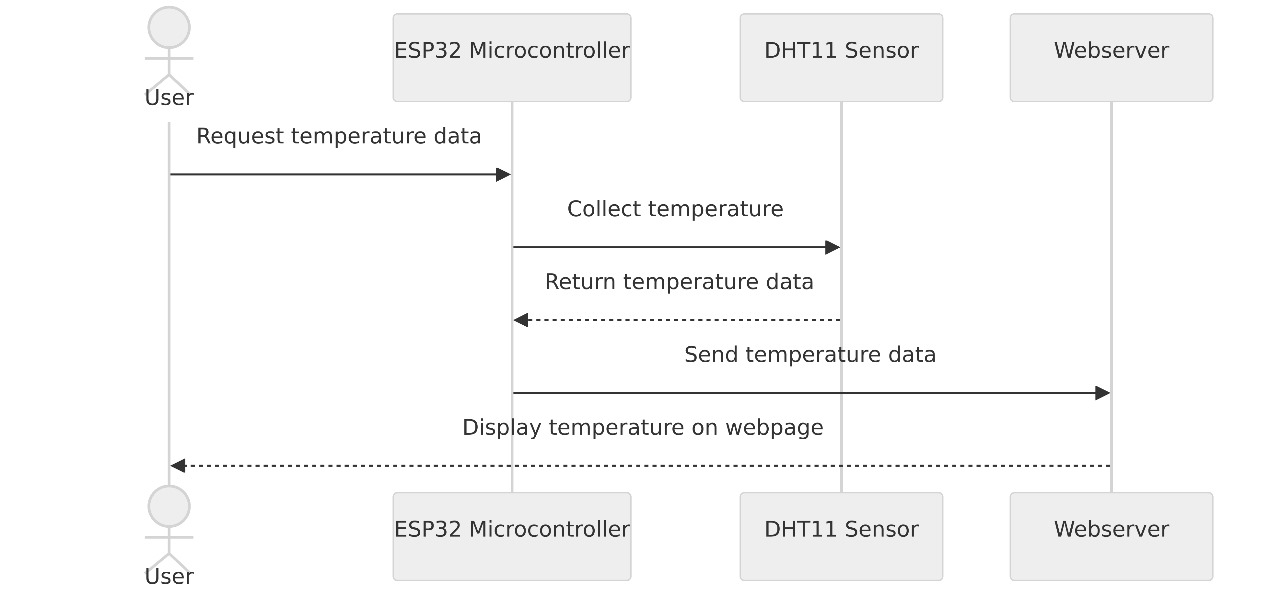 User
ESP32 Microcontroller
DHT11 Sensor
Webserver
Request temperature data
Collect temperature
Return temperature data
Send temperature data
Display temperature on webpage
User
ESP32 Microcontroller
DHT11 Sensor
Webserver